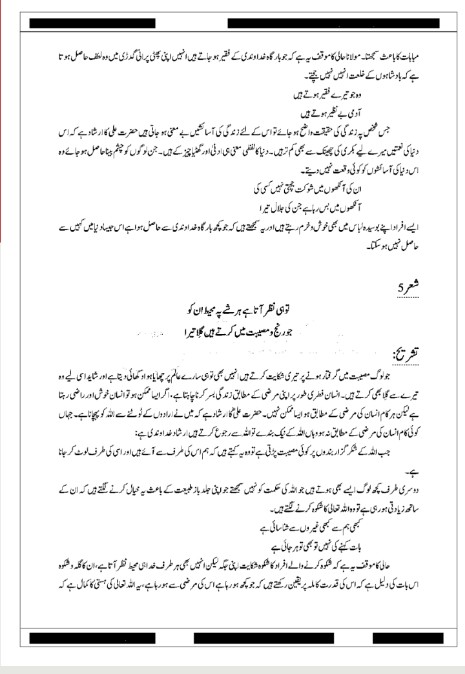 مباہات کا باعث سمجھتا۔ مولانا حالی کا موقف یہ ہے کہ جو بارگاہ خداوندی کے فقیر ہو جاتے ہیں انہیں اپنی پھٹی پرانی گدڑی میں وہ لطف حاصل ہوتا
ہے کہ بادشاہوں کے خلعت انہیں نہیں جچتے۔
وہ جو تیرے فقیر ہوتے ہیں
آدمی بے نظیر ہوتے ہیں
جس شخص پہ زندگی کی حقیقت واضح ہو جائے تو اس کے لئے زندگی کی آسائشیں بے معنی ہو جاتی ہیں حضرت علی کا ارشاد ہے کہ اس
دنیا کی نعمتیں میرے لیے بکری کی چھینک سے بھی کم تر ہیں۔ دنیا کا لفظی معنی ہی ادنی اور گھٹیا چیز کے ہیں۔ جن لوگوں کو چشم بینا حاصل ہو جائے وہ
اس دنیا کی آسائشوں کو کوئی وقعت نہیں دیتے۔
ان کی آنکھوں میں شوکت جچتی نہیں کسی کی
آنکھوں میں بس رہا ہے جن کی جلال تیرا
ایسے افراد اپنے بوسیدہ لباس میں بھی خوش و خرم رہتے ہیں اور یہ سمجھتے ہیں کہ جو کچھ بارگاہ خداوندی سے حاصل ہوا ہے اس جیسا دنیا میں کہیں سے
حاصل نہیں ہو سکتا۔
شعر 5
تو ہی نظر آتا ہے ہر شے پہ محیط ان کو
جو رنج و مصیبت میں کرتے ہیں گلا تیرا
تشریح:
جو لوگ مصیبت میں گرفتار ہونے پر تیری شکایت کرتے ہیں انہیں بھی تو ہی سارے عالم پر چھایا ہوا دکھائی دیتا ہے اور شاید اسی لیے وہ
تیرے سے گلا بھی کرتے ہیں۔ انسان فطری طور پر اپنی مرضی کے مطابق زندگی بسر کرنا چاہتا ہے، اگر ایسا ممکن ہو تو انسان خوش اور راضی رہتا
ہے لیکن ہر کام انسان کی مرضی کے مطابق ہو ایسا ممکن نہیں۔ حضرت علی کا ارشاد ہے کہ میں نے ارادوں کے ٹوٹنے سے اللہ کو پہچانا ہے۔ جہاں
کوئی کام انسان کی مرضی کے مطابق نہ ہو وہاں اللہ کے نیک بندے تو اللہ سے رجوع کرتے ہیں ارشاد خداوندی ہے:
جب اللہ کے شکر گزار بندوں پر کوئی مصیبت پڑتی ہے تو وہ یہ کہتے ہیں کہ ہم اس کی طرف سے آئے ہیں اور اسی کی طرف لوٹ کر جانا
ہے۔
دوسری طرف کچھ لوگ ایسے بھی ہوتے ہیں جو اللہ کی حکمت کو نہیں سمجھتے جو اپنی جلد باز طبیعت کے باعث یہ خیال کرنے لگتے ہیں کہ ان کے
ساتھ زیادتی ہو رہی ہے تو وہ اللہ تعالی کا شکوہ کرنے لگتے ہیں۔
کبھی ہم سے کبھی غیروں سے شناسائی ہے
بات کہنے کی نہیں تو بھی تو ہرجائی ہے
حالی کا موقف یہ ہے کہ شکوہ کرنے والے افراد کا شکوہ شکایت اپنی جگہ لیکن انہیں بھی ہر طرف خدا ہی محیط نظر آتا ہے، ان کا گلہ و شکوہ
اس بات کی دلیل ہے کہ اس کی قدرت کاملہ پر یقین رکھتے ہیں کہ جو کچھ ہو رہا ہے اس کی مرضی سے ہو رہا ہے، یہ اللہ تعالی کی ہستی کا کمال ہے کہ